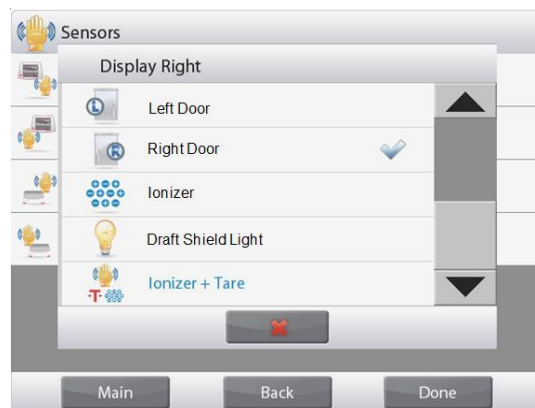 Sensors
Display Right
L
Left Door
R
Right Door
Ionizer
Draft Shield Light
-T-
Ionizer + Tare
Main
Back
Done